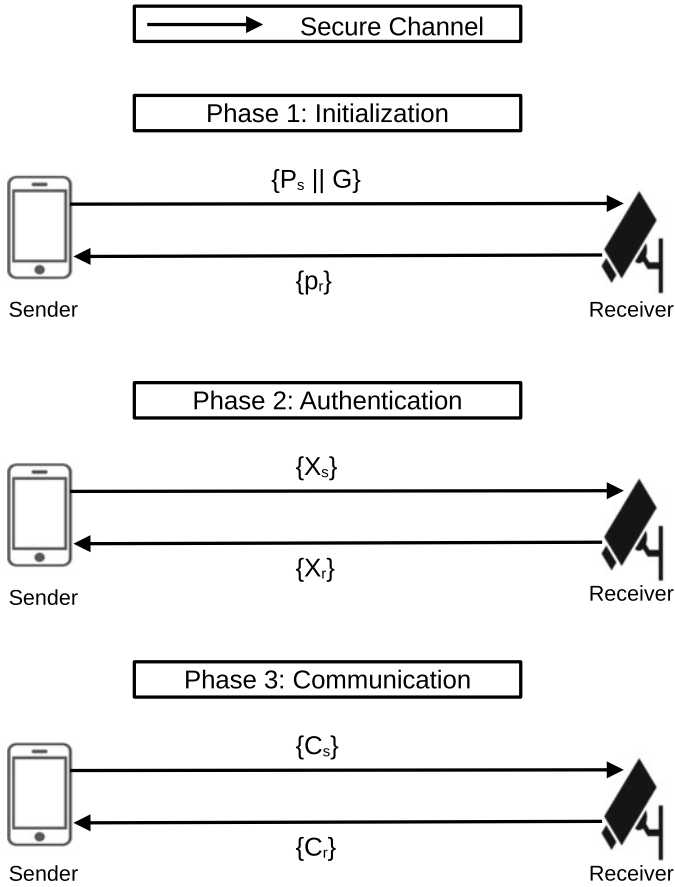 Secure Channel
Phase 1: Initialization
{Pₛ || G}
{pᵣ}
Sender
Receiver
Phase 2: Authentication
{Xₛ}
{Xᵣ}
Sender
Receiver
Phase 3: Communication
{Cₛ}
{Cᵣ}
Sender
Receiver